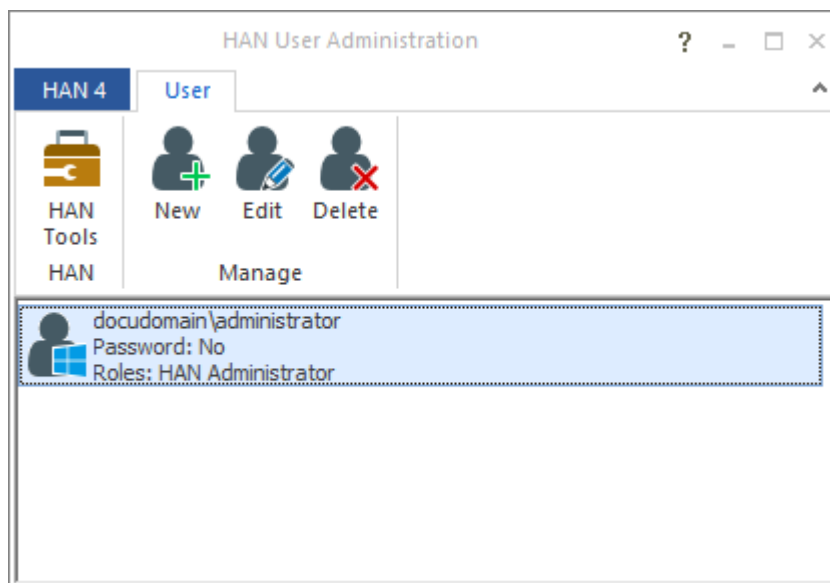 HAN User Administration
?
HAN 4 User
HAN
Tools
New Edit Delete
HAN Manage
docudomain\administrator
Password: No
Roles: HAN Administrator